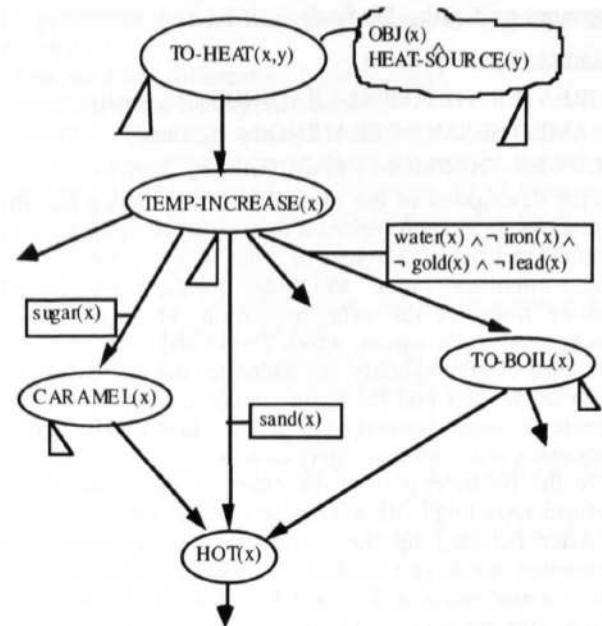 TO-HEAT(x,y)
OBJ(x)
^
HEAT-SOURCE(y)
TEMP-INCREASE(x)
water(x) ∧ ¬ iron(x) ∧
¬ gold(x) ∧ ¬ lead(x)
sugar(x)
TO-BOIL(x)
CARAMEL(x)
sand(x)
HOT(x)